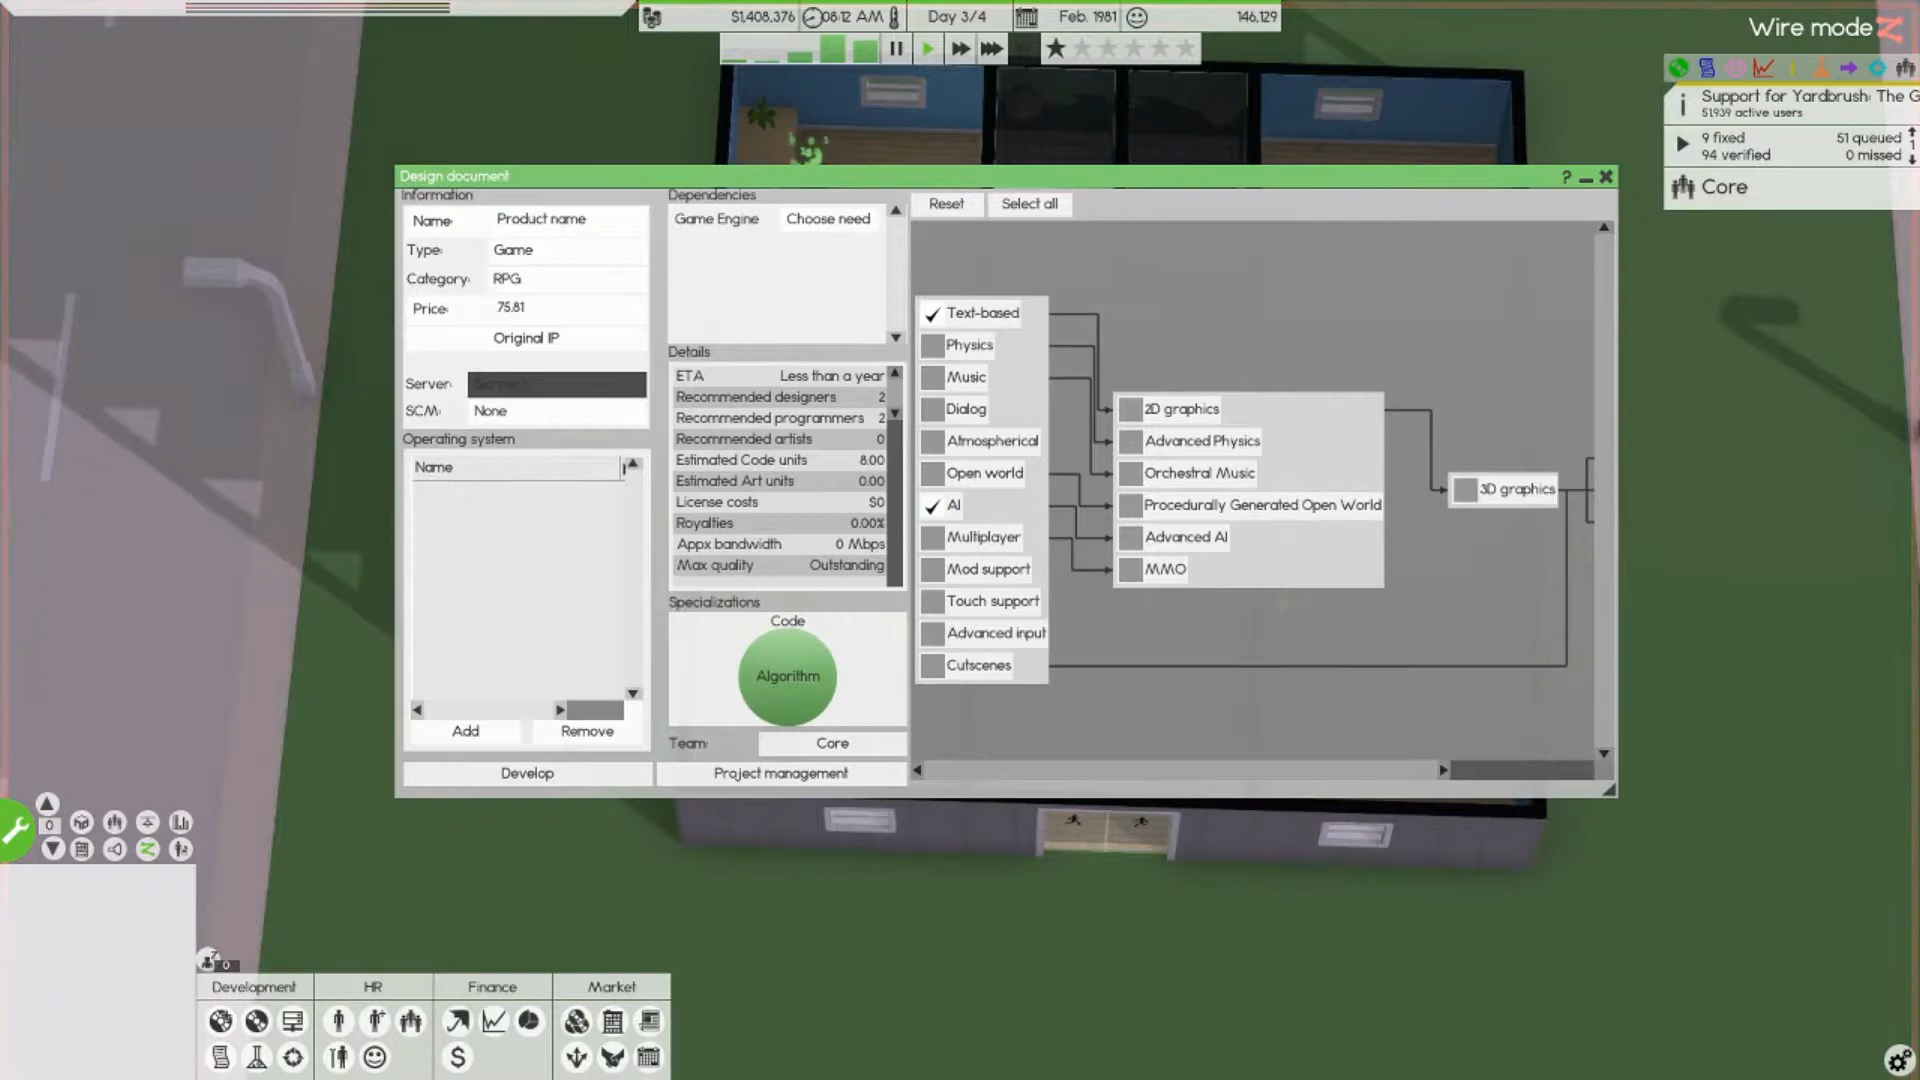 $1,408,376
08:12 AM
Day 3/4
Feb. 1981
146,129
Wire mode
Support for Yardbrush: The G
51939 active users
9 fixed
51 queued
94 verified
0 missed
1
Core
Design document
?
Information
Name:
Product name
Type:
Game
Category:
RPG
Price:
75.81
Original IP
Server:
SCM:
None
Operating system
Name
Add
Remove
Develop
Dependencies
Game Engine
Choose need
Details
ETA
Less than a year
Recommended designers
2
Recommended programmers
2
Recommended artists
0
Estimated Code units
8.00
Estimated Art units
0.00
License costs
$0
Royalties
0.00%
Appx bandwidth
0 Mbps
Max quality
Outstanding
Specializations
Code
Algorithm
Team:
Core
Project management
Reset
Select all
Text-based
Physics
Music
Dialog
Atmospherical
Open world
AI
Multiplayer
Mod support
Touch support
Advanced input
Cutscenes
2D graphics
Advanced Physics
Orchestral Music
Procedurally Generated Open World
Advanced AI
MMO
3D graphics
0
0
Development
HR
Finance
Market